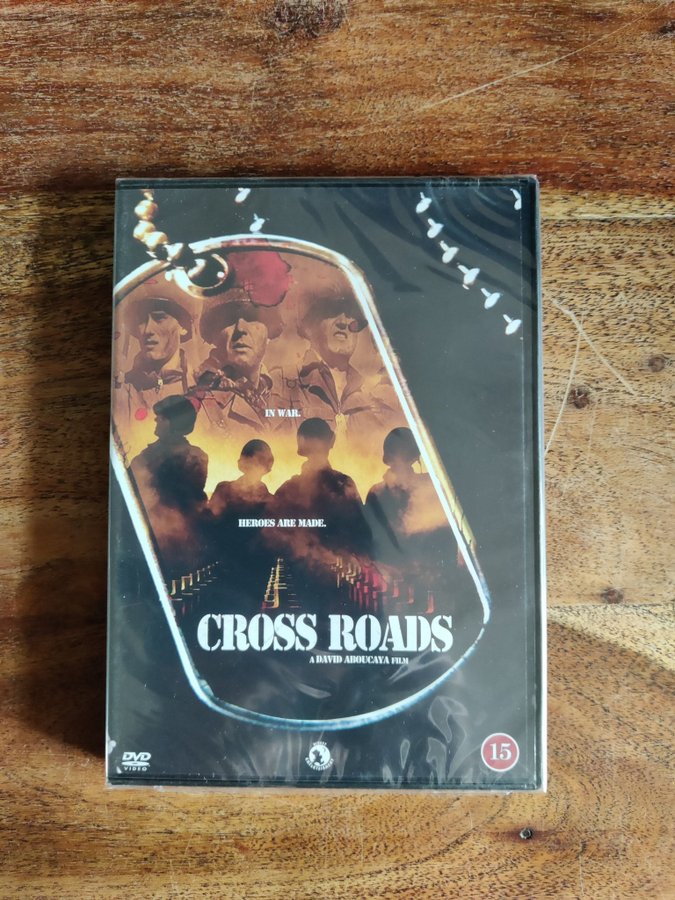 IN WAR.
HEROES ARE MADE.
CROSS ROADS
A DAVID ABOUCAYA FILM
DVD
VIDEO
15